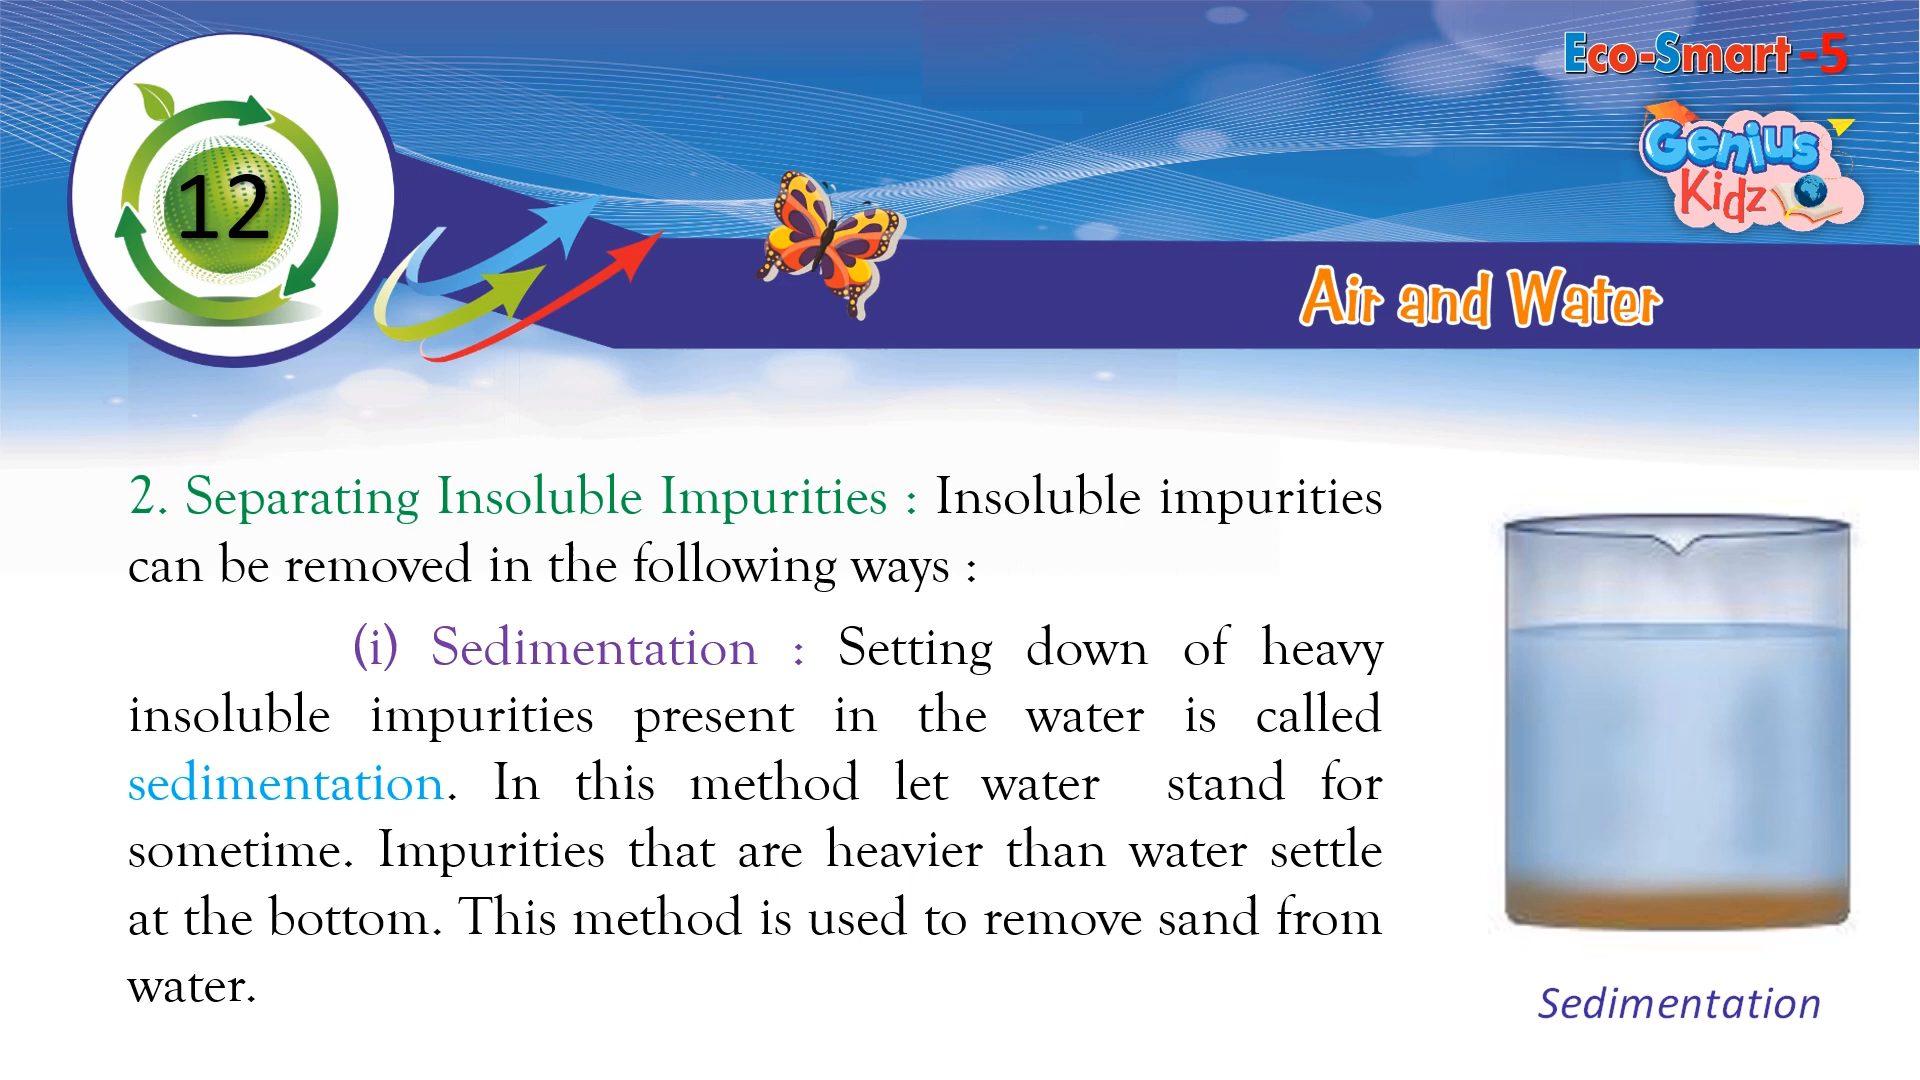 Eco-Smart-5
Genius
Kidz
12
Air and Water
2. Separating Insoluble Impurities : Insoluble impurities
can be removed in the following ways :
(i) Sedimentation : Setting down of heavy
insoluble impurities present in the water is called
sedimentation. In this method let water stand for
sometime. Impurities that are heavier than water settle
at the bottom. This method is used to remove sand from
water.
Sedimentation